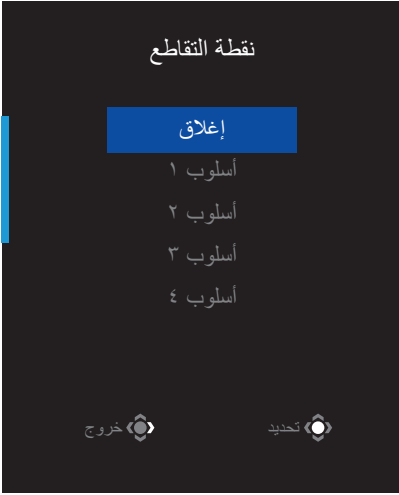 نقطة التقاطع
إغلاق
أسلوب ١
أسلوب ٢
أسلوب ٣
أسلوب ٤
تحديد
خروج